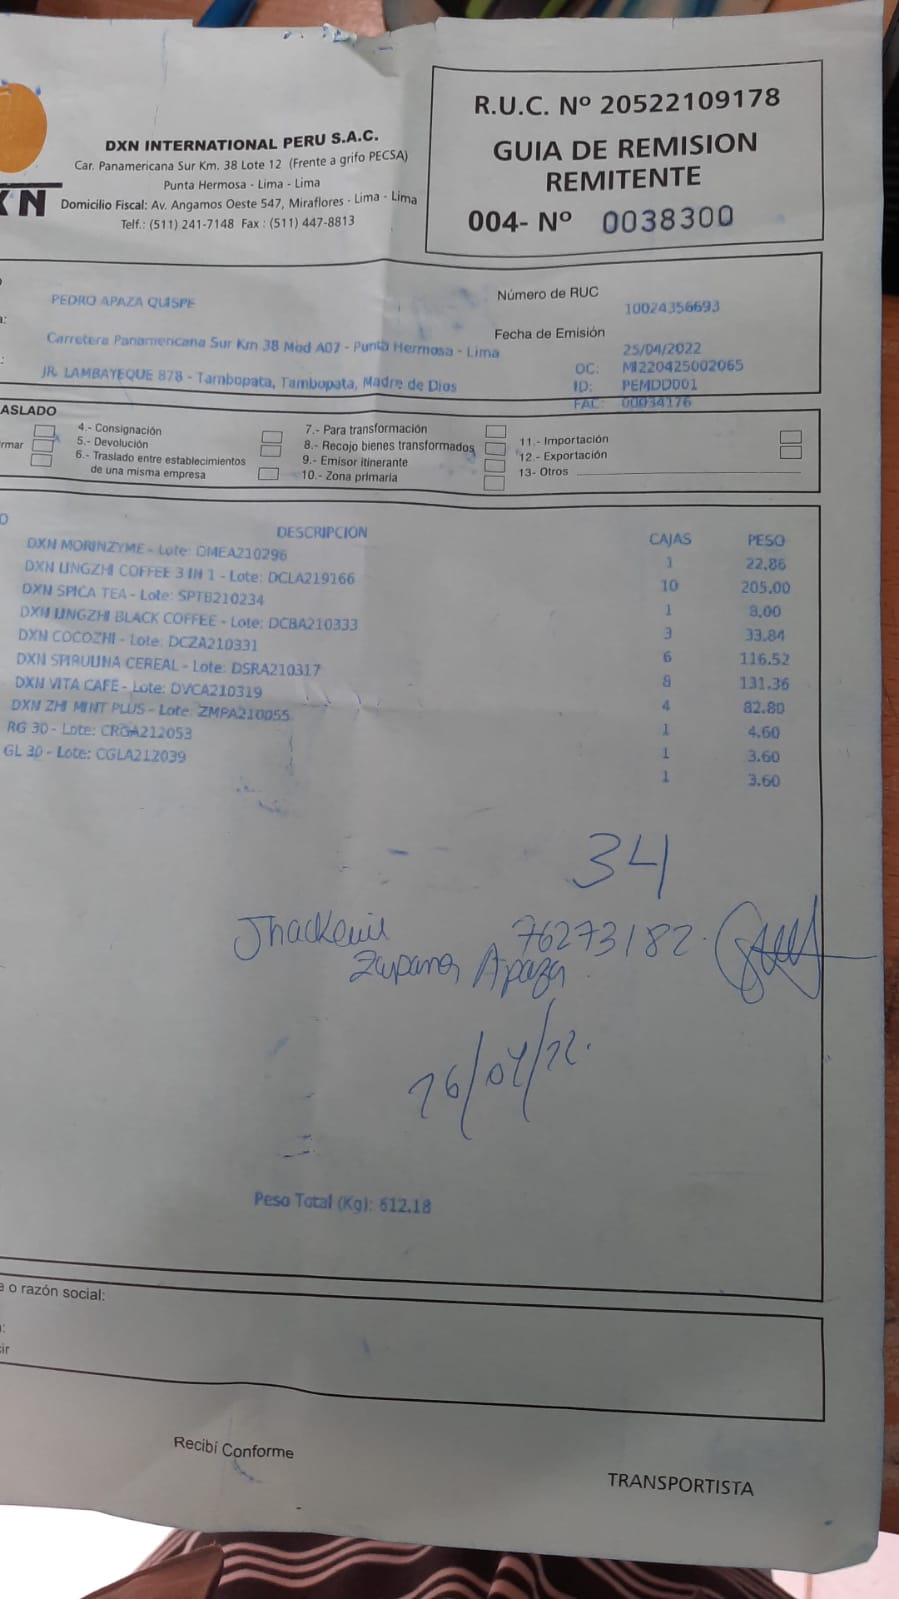 DXN INTERNATIONAL PERU S.A.C.
Car. Panamericana Sur Km. 38 Lote 12 (Frente a grifo PECSA)
Punta Hermosa - Lima - Lima
Domicilio Fiscal: Av. Angamos Oeste 547, Miraflores - Lima - Lima
Telf.: (511) 241-7148 Fax : (511) 447-8813
XN
R.U.C. Nº 20522109178
GUIA DE REMISION
REMITENTE
004- Nº 0038300
PEDRO APAZA QUISPE
Número de RUC
10024356693
Carretera Panamericana Sur Km 38 Mod A07 - Punta Hermosa - Lima
Fecha de Emisión
25/04/2022
JR. LAMBAYEQUE 878 - Tambopata, Tambopata, Madre de Dios
OC: MI220425002065
ID: PEMDD001
FAC: 00034176
ASLADO
4.- Consignación
5.- Devolución
6.- Traslado entre establecimientos
de una misma empresa
7.- Para transformación
8.- Recojo bienes transformados
9.- Emisor itinerante
10.- Zona primaria
11.- Importación
12.- Exportación
13- Otros
rmar
DESCRIPCION CAJAS PESO
DXN MORINZYME - Lote: DMEA210296 1 22.86
DXN LINGZHI COFFEE 3 IN 1 - Lote: DCLA219166 10 205.00
DXN SPICA TEA - Lote: SPTB210234 1 8.00
DXN LINGZHI BLACK COFFEE - Lote: DCBA210333 3 33.84
DXN COCOZHI - Lote: DCZA210331 6 116.52
DXN SPIRULINA CEREAL - Lote: DSRA210317 8 131.36
DXN VITA CAFE - Lote: DVCA210319 4 82.80
DXN ZHI MINT PLUS - Lote: ZMPA210055 1 4.60
RG 30 - Lote: CRGA212053 1 3.60
GL 30 - Lote: CGLA212039 1 3.60
34
76273182.
Zapana Apaza
26/04/22.
Peso Total (Kg): 612.18
o razón social:
Recibí Conforme
TRANSPORTISTA